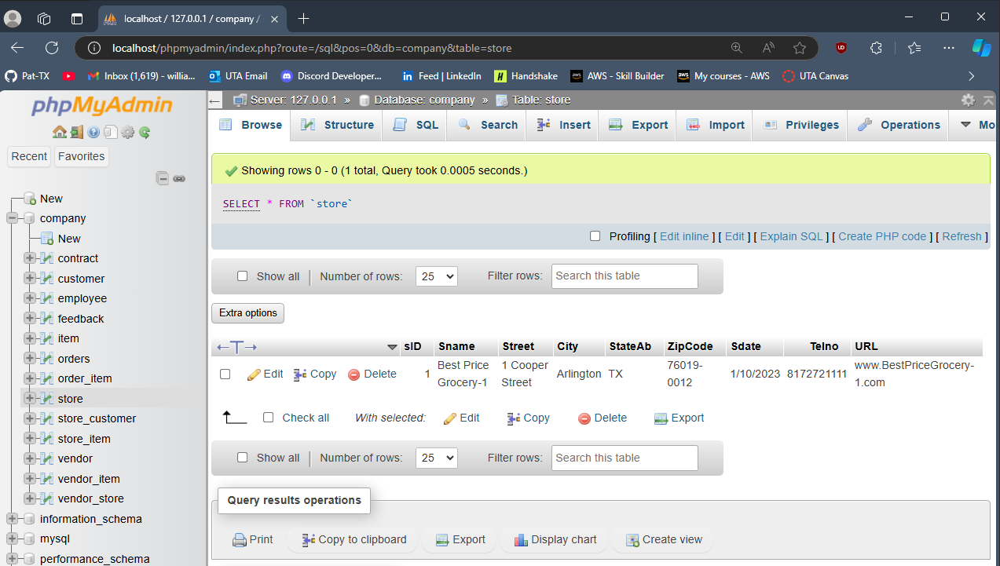 localhost / 127.0.0.1 / company /
localhost/phpmyadmin/index.php?route=/sql&pos=0&db=company&table=store
Pat-TX
Inbox (1,619) - willia...
UTA Email
Discord Developer...
Feed | LinkedIn
Handshake
AWS - Skill Builder
My courses - AWS
UTA Canvas
phpMyAdmin
Recent
Favorites
New
company
New
contract
customer
employee
feedback
item
orders
order_item
store
store_customer
store_item
vendor
vendor_item
vendor_store
information_schema
mysql
performance_schema
Server: 127.0.0.1 » Database: company » Table: store
Browse Structure SQL Search Insert Export Import Privileges Operations Mo
Showing rows 0 - 0 (1 total, Query took 0.0005 seconds.)
SELECT * FROM `store`
Profiling [ Edit inline ] [ Edit ] [ Explain SQL ] [ Create PHP code ] [ Refresh ]
Show all | Number of rows: 25 Filter rows: Search this table
Extra options
←T→ sID Sname Street City StateAb ZipCode Sdate Telno URL
Edit Copy Delete 1 Best Price Grocery-1 1 Cooper Street Arlington TX 76019-0012 1/10/2023 8172721111 www.BestPriceGrocery-1.com
Check all With selected: Edit Copy Delete Export
Show all | Number of rows: 25 Filter rows: Search this table
Query results operations
Print Copy to clipboard Export Display chart Create view